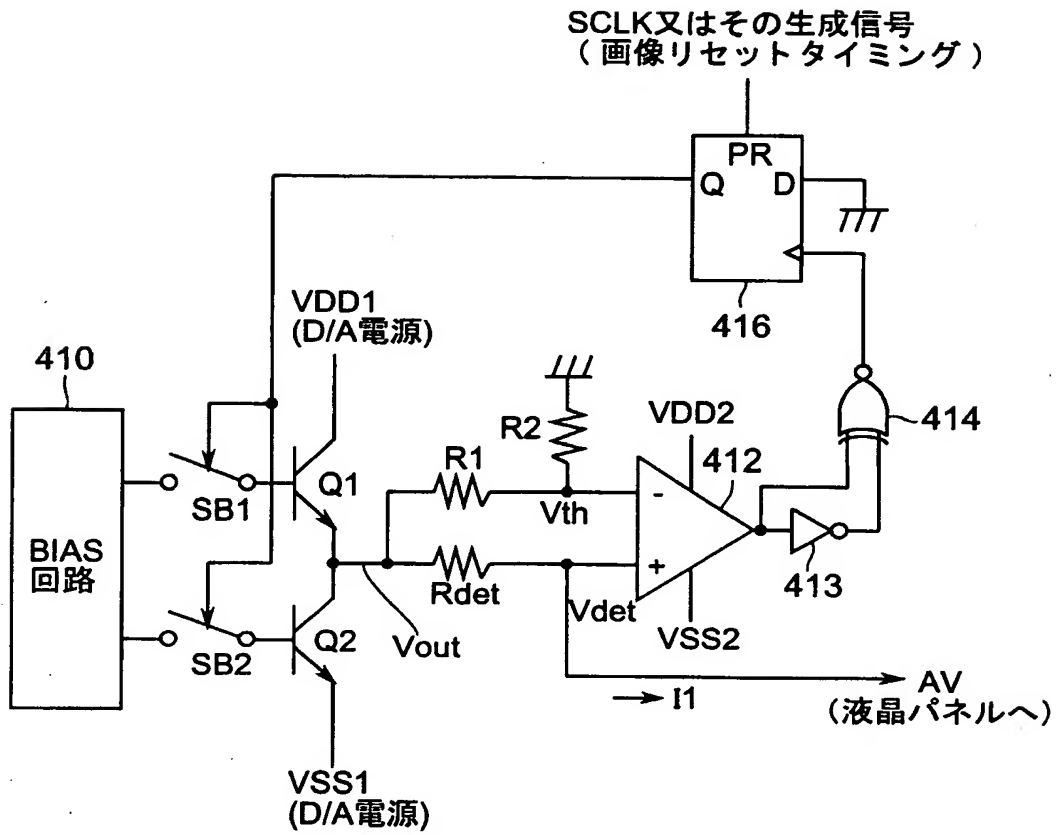 SCLK又はその生成信号
(画像リセットタイミング)
PR
Q
D
416
VDD1
(D/A電源)
410
414
R2
VDD2
412
R1
Q1
SB1
Vth
-
BIAS
回路
+
413
Rdet
Vdet
Q2
Vout
SB2
VSS2
I1
AV
(液晶パネルへ)
VSS1
(D/A電源)